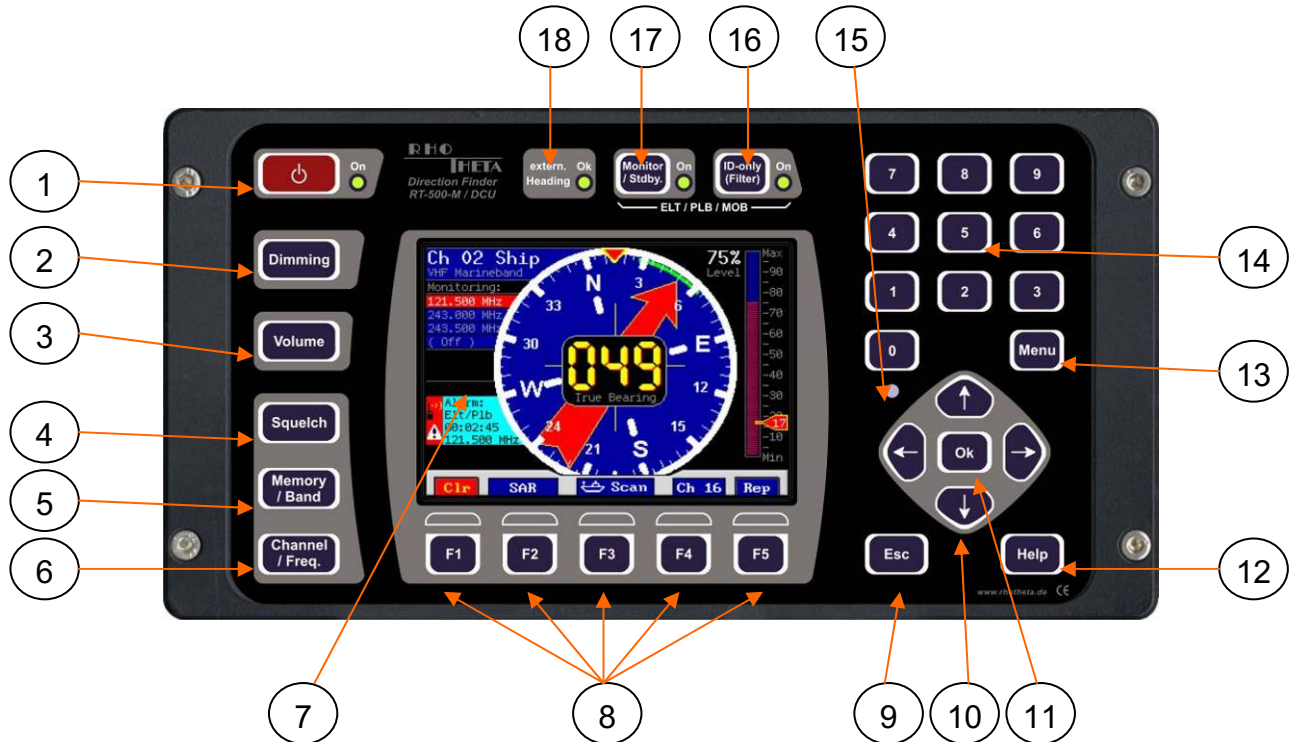 18
17
16
15
1
2
3
4
5
6
7
8
9
10
11
12
13
14
On
RHO
THETA
Direction Finder
RT-500-M / DCU
extern. Ok
Heading
Monitor
/ Stdby.
On
ID-only
(Filter)
On
ELT / PLB / MOB
Dimming
Volume
Squelch
Memory
/ Band
Channel
/ Freq.
Ch 02 Ship
VHF Marineband
Monitoring:
121.500 MHz
243.000 MHz
243.500 MHz
( Off )
Alarm:
Elt/Plb
00:02:45
121.500 MHz
N
3
6
E
12
15
S
21
24
W
30
33
049
True Bearing
75%
Level
Max
-90
-80
-70
-60
-50
-40
-30
-20
17
-10
Min
Clr
SAR
Scan
Ch 16
Rep
F1
F2
F3
F4
F5
7
8
9
4
5
6
1
2
3
0
Menu
Ok
Esc
Help
www.rhotheta.de CE